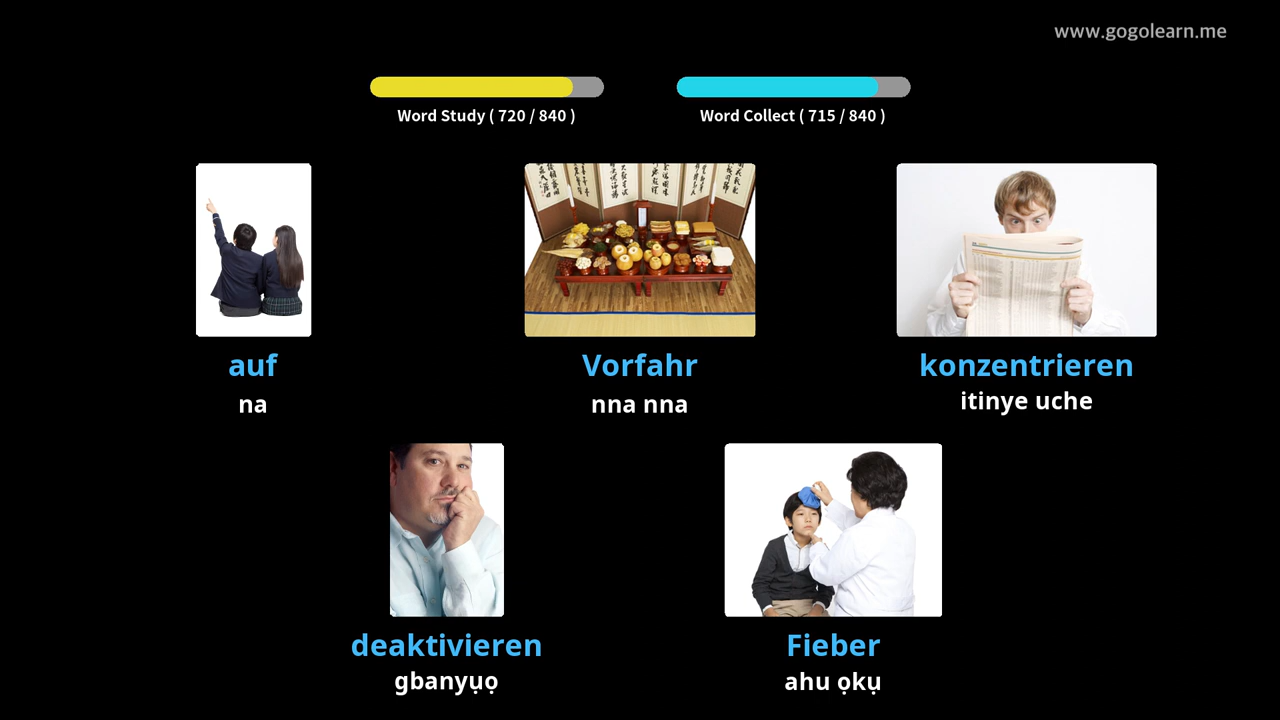 www.gogolearn.me
Word Study ( 720 / 840 )
Word Collect ( 715 / 840 )
auf
na
Vorfahr
nna nna
konzentrieren
itinye uche
deaktivieren
gbanyụọ
Fieber
ahu ọkụ